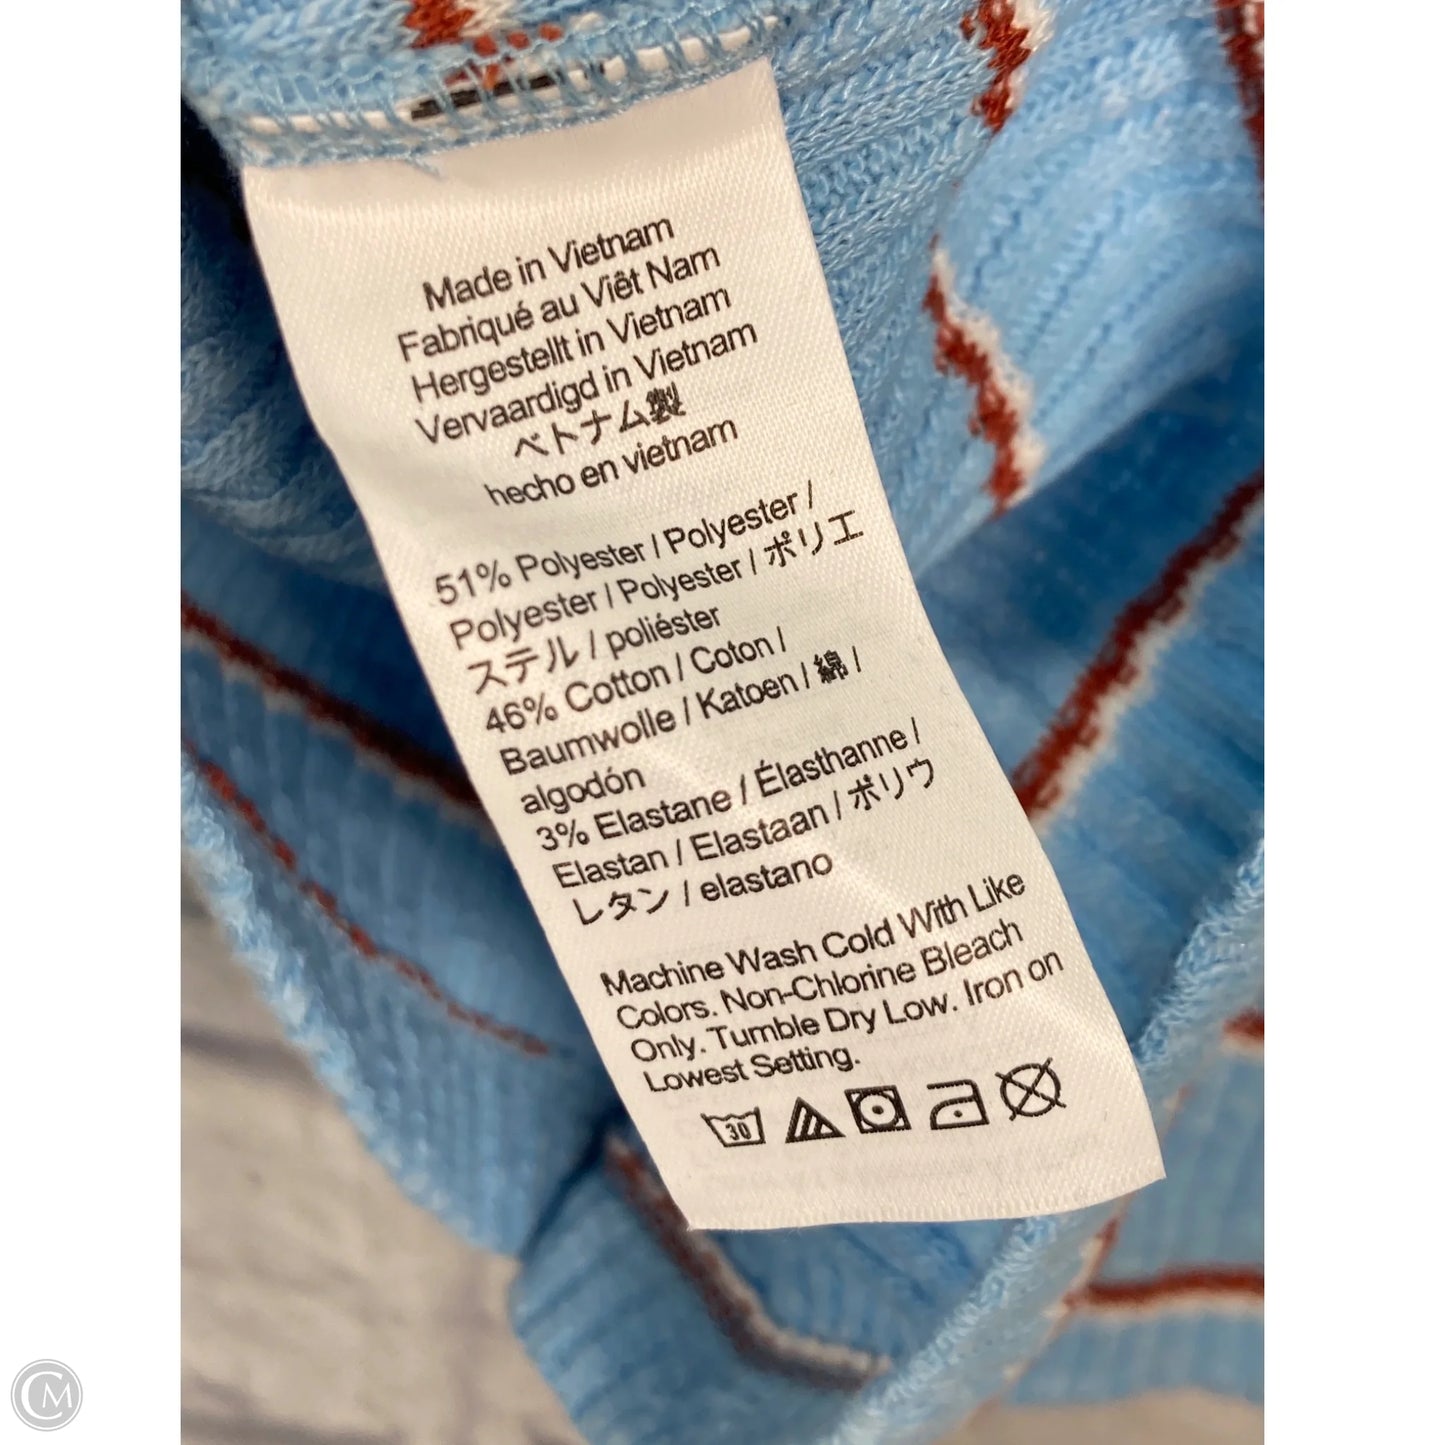 Made in Vietnam
Fabriqué au Viêt Nam
Hergestellt in Vietnam
Vervaardigd in Vietnam
ベトナム製
hecho en vietnam
51% Polyester / Polyester /
Polyester / Polyester / ポリエ
ステル / poliéster
46% Cotton / Coton /
Baumwolle / Katoen / 綿 /
algodón
3% Elastane / Élasthanne /
Elastan / Elastaan / ポリウ
レタン / elastano
Machine Wash Cold With Like
Colors. Non-Chlorine Bleach
Only. Tumble Dry Low. Iron on
Lowest Setting.
30
CM